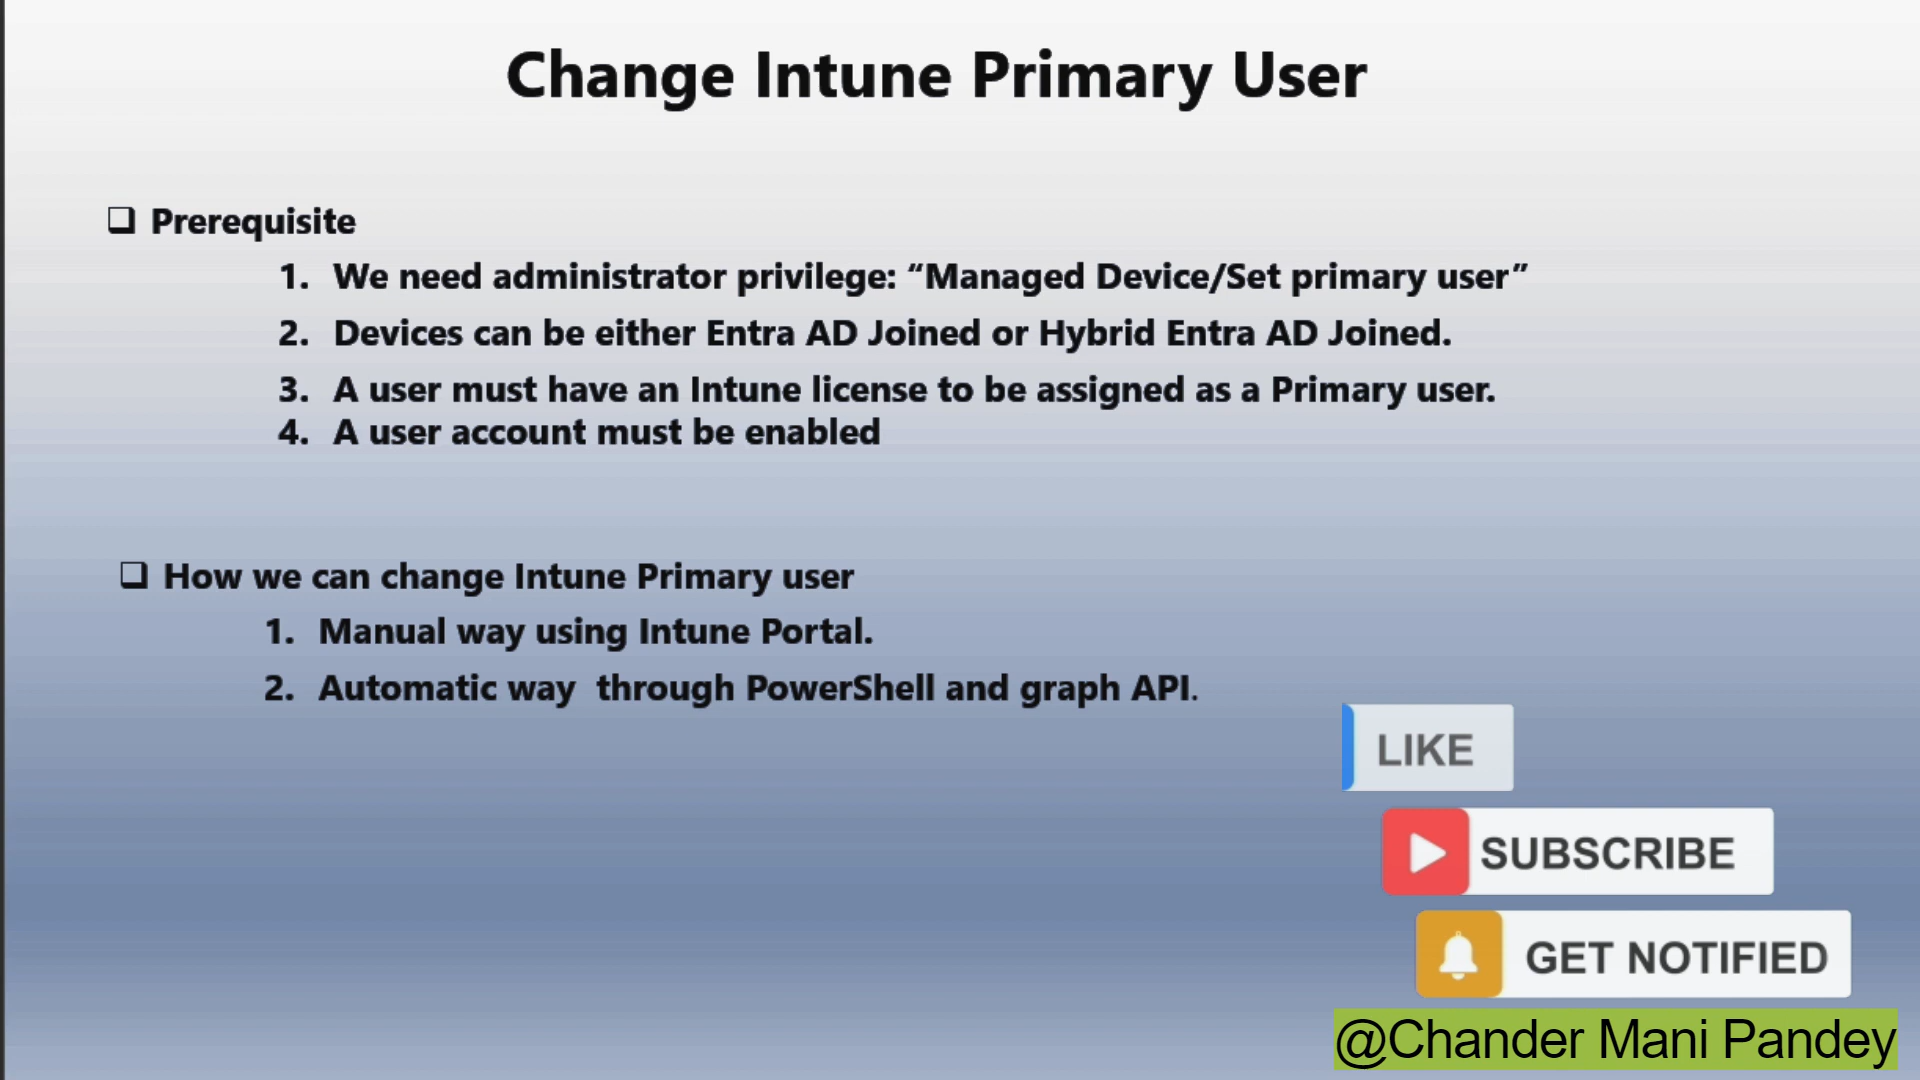 Change Intune Primary User
❑ Prerequisite
1. We need administrator privilege: “Managed Device/Set primary user”
2. Devices can be either Entra AD Joined or Hybrid Entra AD Joined.
3. A user must have an Intune license to be assigned as a Primary user.
4. A user account must be enabled
❑ How we can change Intune Primary user
1. Manual way using Intune Portal.
2. Automatic way  through PowerShell and graph API.
LIKE
SUBSCRIBE
GET NOTIFIED
@Chander Mani Pandey